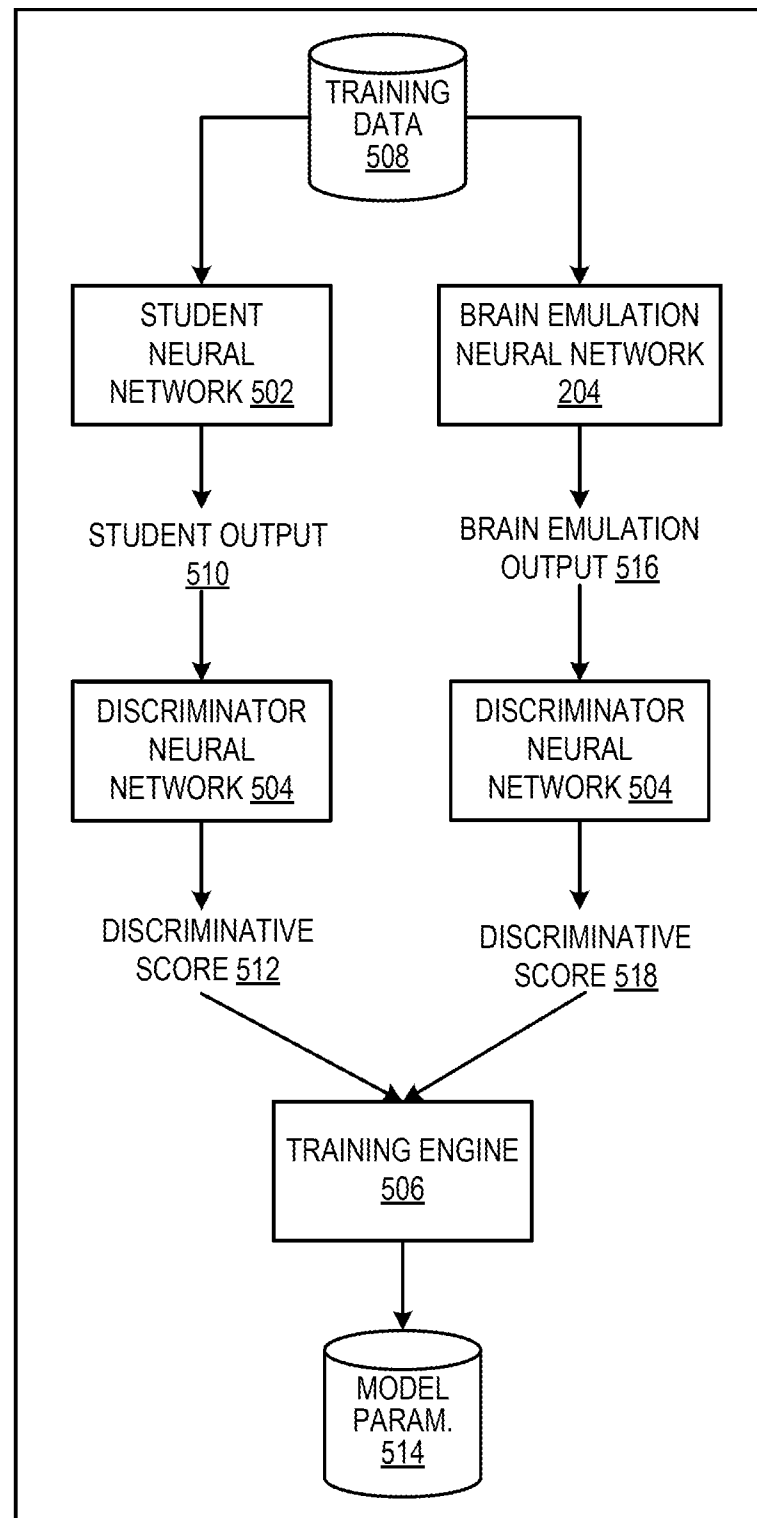 TRAINING
DATA
508
STUDENT
NEURAL
NETWORK 502
BRAIN EMULATION
NEURAL NETWORK
204
STUDENT OUTPUT
510
BRAIN EMULATION
OUTPUT 516
DISCRIMINATOR
NEURAL
NETWORK 504
DISCRIMINATOR
NEURAL
NETWORK 504
DISCRIMINATIVE
SCORE 512
DISCRIMINATIVE
SCORE 518
TRAINING ENGINE
506
MODEL
PARAM.
514